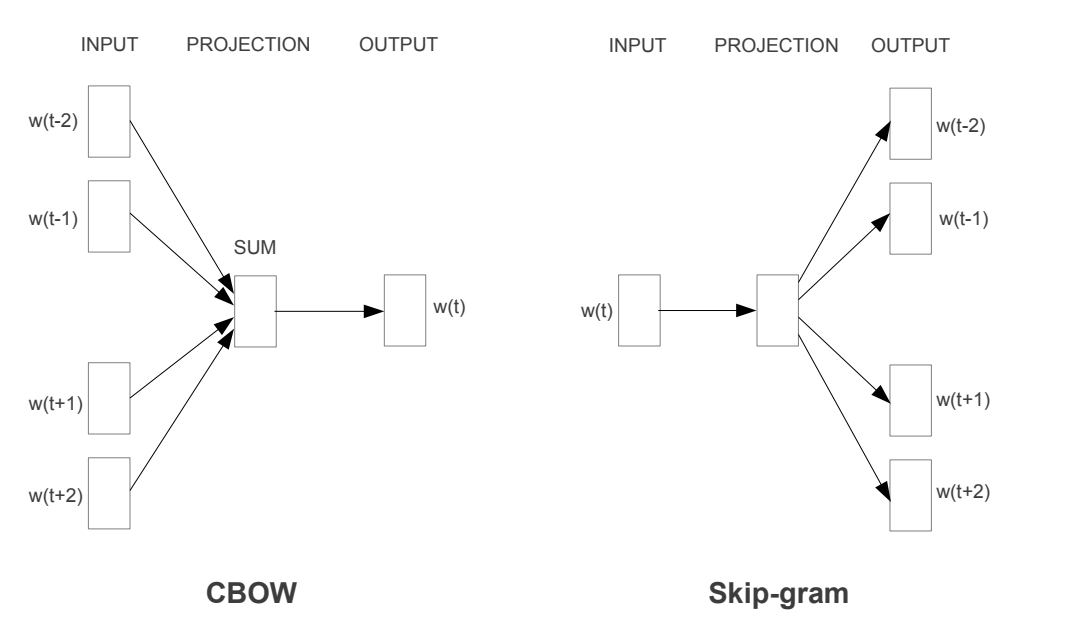 INPUT PROJECTION OUTPUT
w(t-2)
w(t-1)
SUM
w(t)
w(t+1)
w(t+2)
CBOW
INPUT PROJECTION OUTPUT
w(t-2)
w(t-1)
w(t)
w(t+1)
w(t+2)
Skip-gram